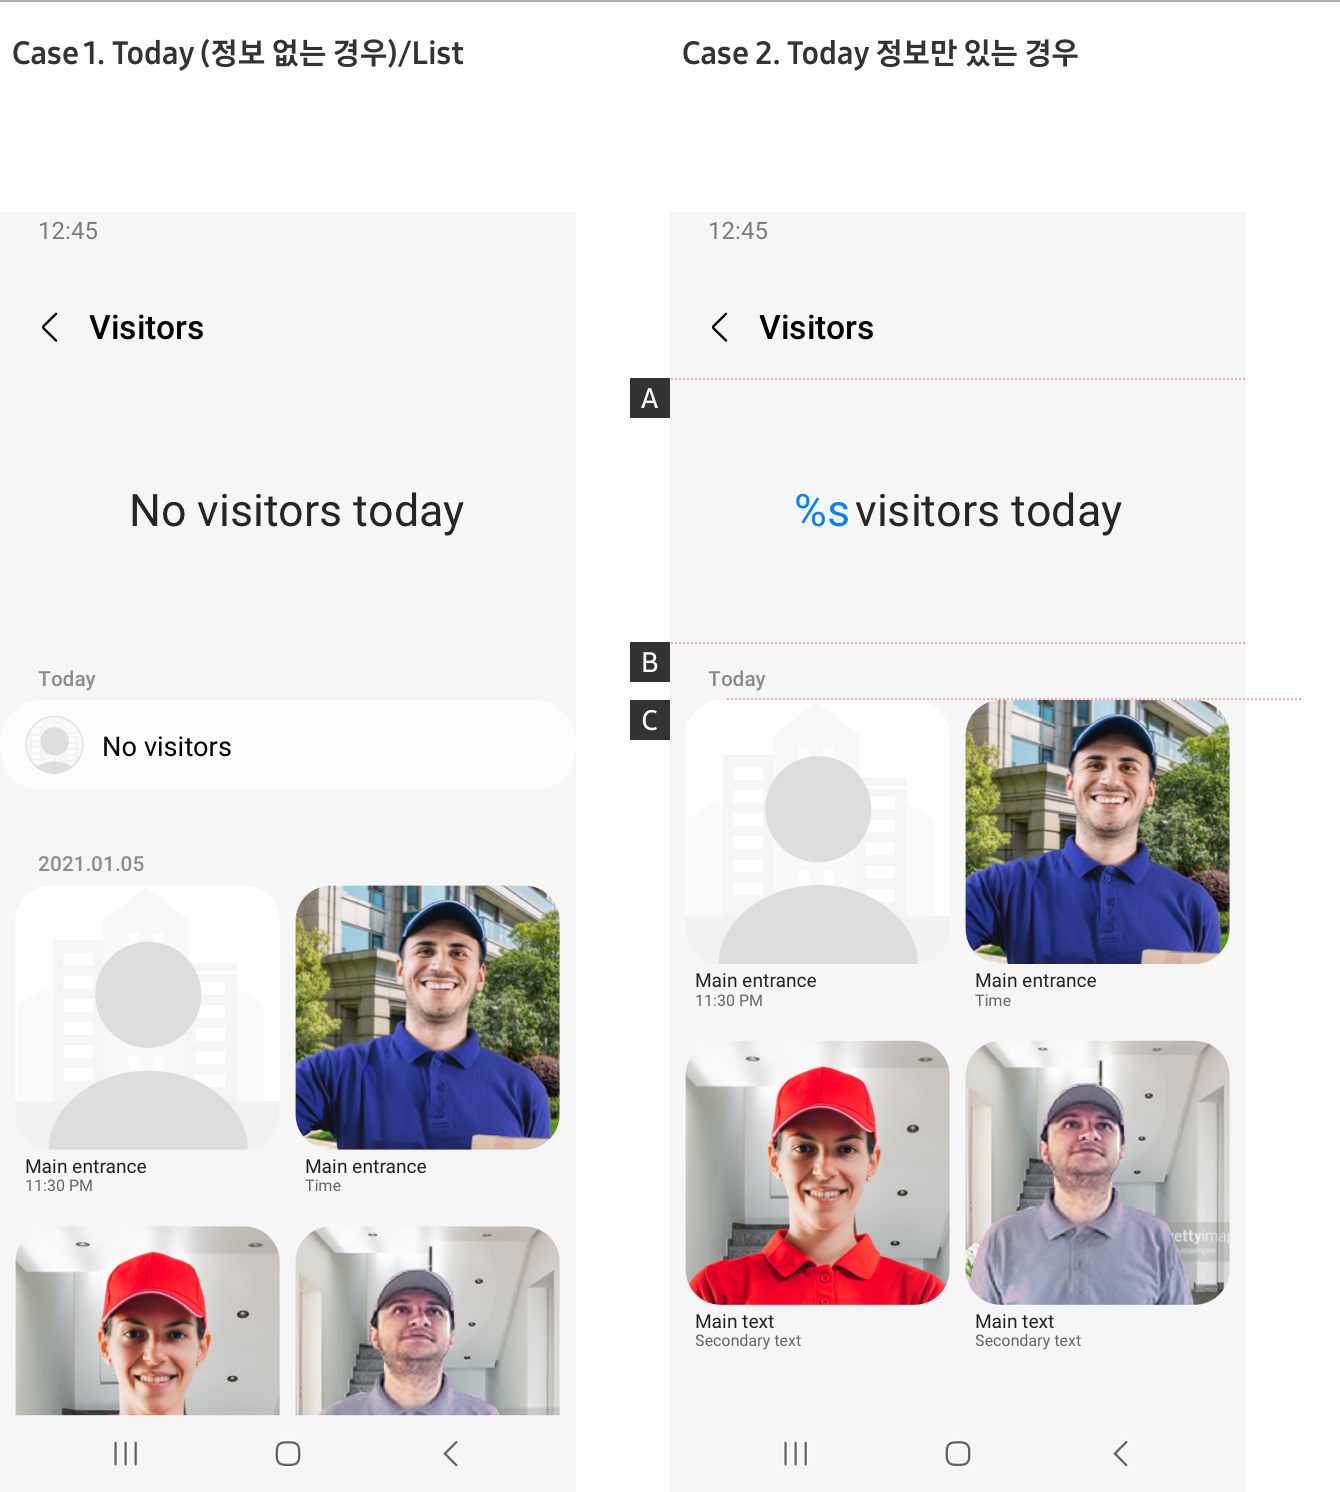 Case 1. Today (정보 없는 경우)/List
12:45
Visitors
No visitors today
Today
No visitors
2021.01.05
Main entrance
11:30 PM
Main entrance
Time
Case 2. Today 정보만 있는 경우
12:45
Visitors
A
%s visitors today
B
Today
C
Main entrance
11:30 PM
Main entrance
Time
Main text
Secondary text
Main text
Secondary text